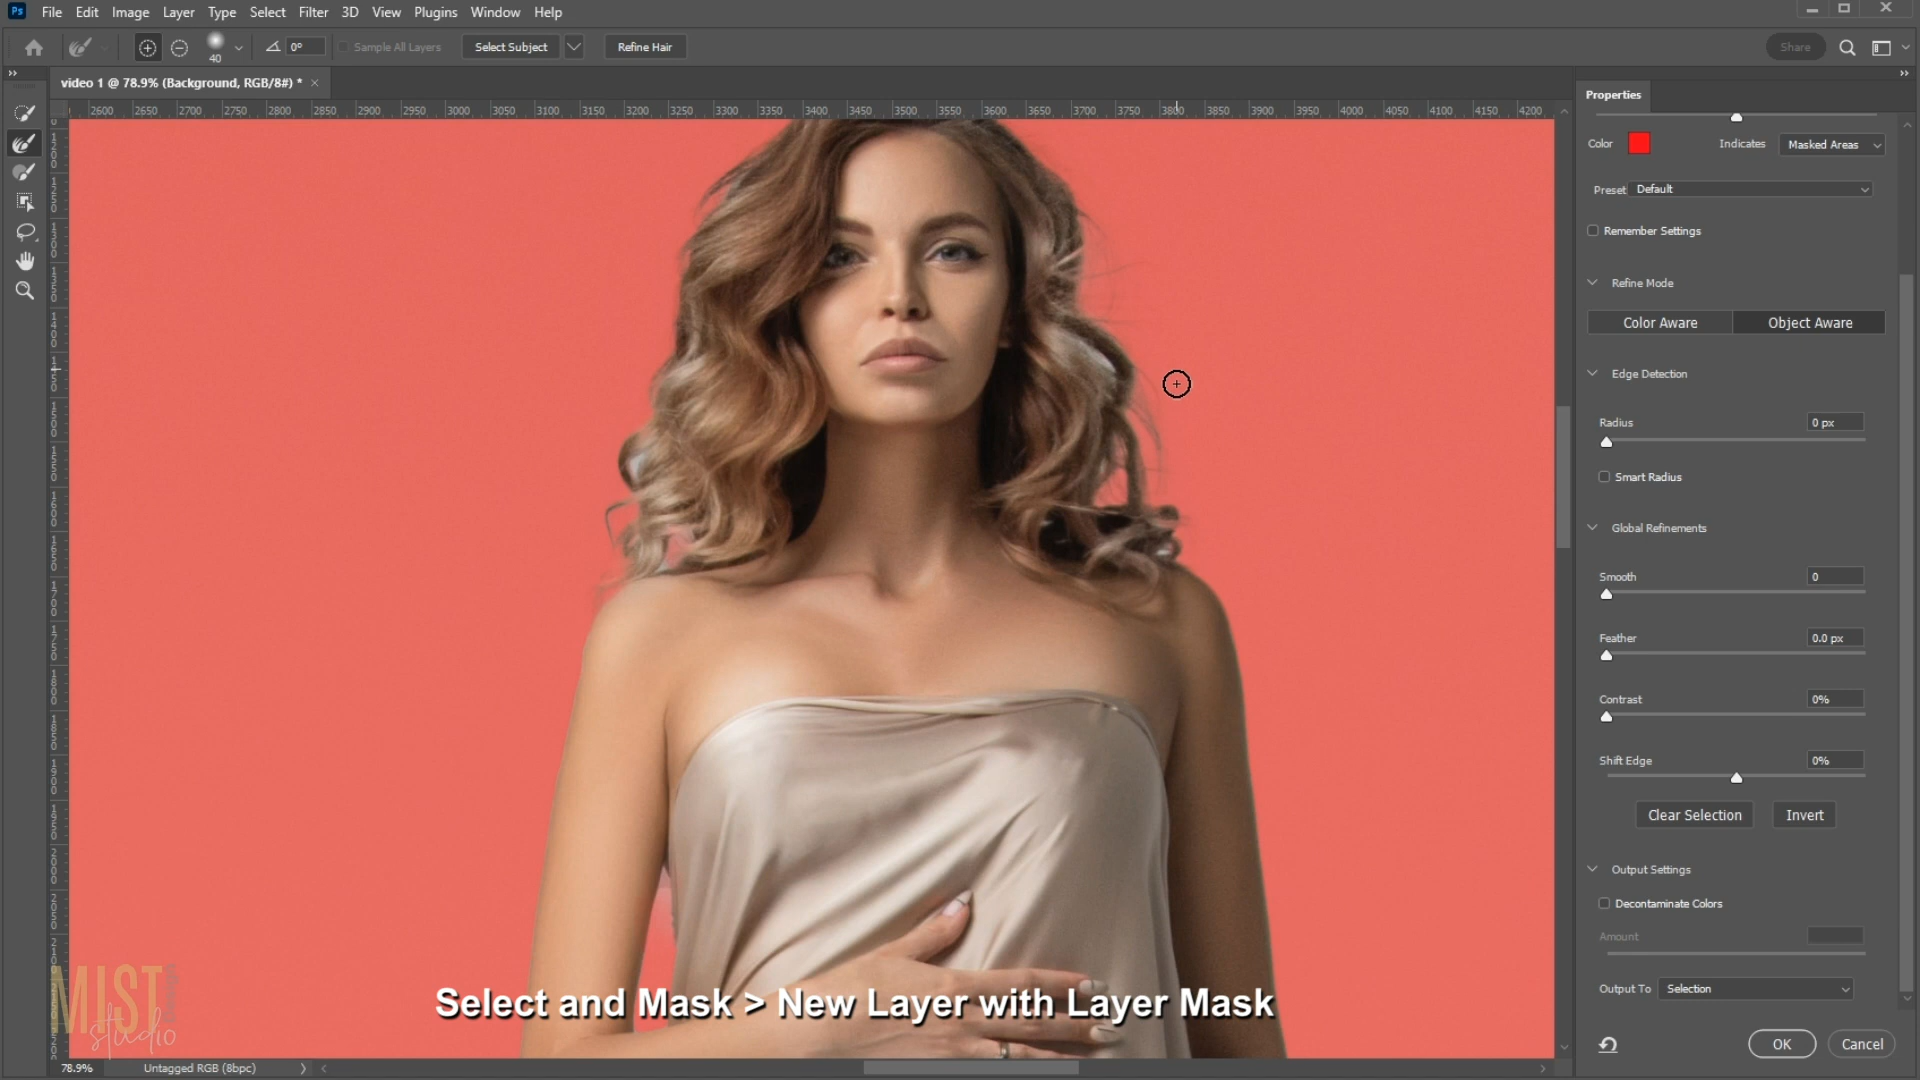 Ps File Edit Image Layer Type Select Filter 3D View Plugins Window Help
40 0° Sample All Layers Select Subject Refine Hair Share
video 1 @ 78.9% (Background, RGB/8#) * ×
Properties
2600 2650 2700 2750 2800 2850 2900 2950 3000 3050 3100 3150 3200 3250 3300 3350 3400 3450 3500 3550 3600 3650 3700 3750 3800 3850 3900 3950 4000 4050 4100 4150 4200
Color Indicates Masked Areas
Preset Default
Remember Settings
Refine Mode
Color Aware Object Aware
Edge Detection
Radius 0 px
Smart Radius
Global Refinements
Smooth 0
Feather 0.0 px
Contrast 0%
Shift Edge 0%
Clear Selection Invert
Output Settings
Decontaminate Colors
Amount
Output To Selection
OK Cancel
MIST
studio
Select and Mask > New Layer with Layer Mask
78.9% Untagged RGB (8bpc)